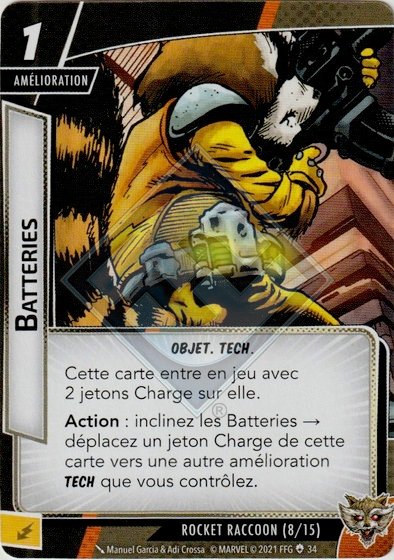 1
AMÉLIORATION
BATTERIES
OBJET. TECH.
Cette carte entre en jeu avec
2 jetons Charge sur elle.
Action : inclinez les Batteries →
déplacez un jeton Charge de cette
carte vers une autre amélioration
TECH que vous contrôlez.
ROCKET RACCOON (8/15)
Manuel Garcia & Adi Crossa © MARVEL © 2021 FFG 34
®